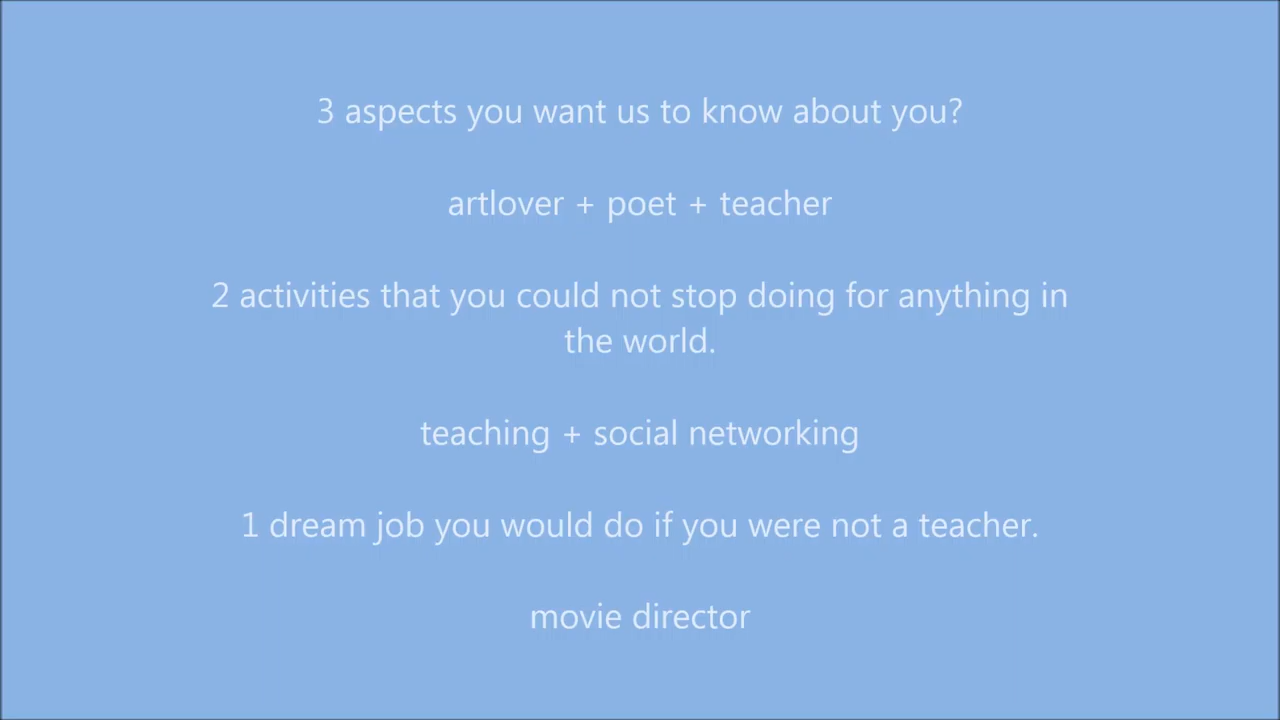 3 aspects you want us to know about you?
artlover + poet + teacher
2 activities that you could not stop doing for anything in
the world.
teaching + social networking
1 dream job you would do if you were not a teacher.
movie director